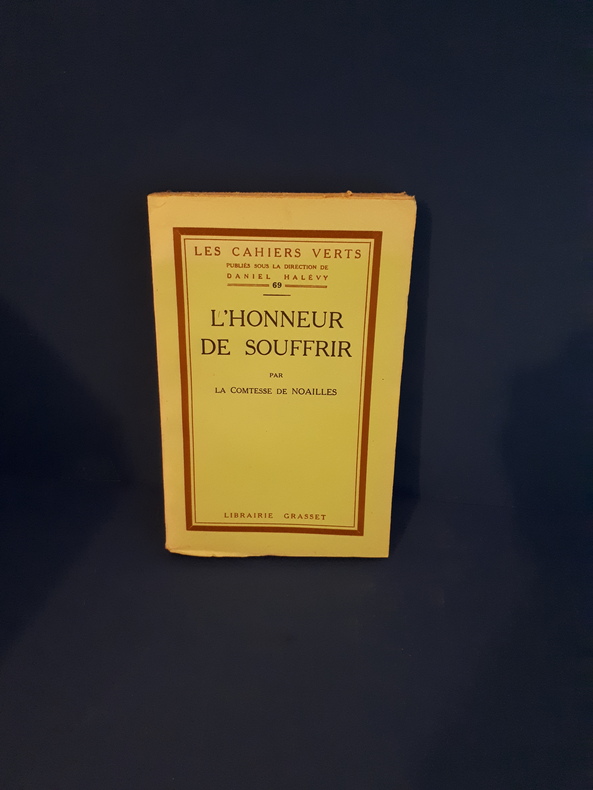 LES CAHIERS VERTS
PUBLIÉS SOUS LA DIRECTION DE
DANIEL HALÉVY
69
L'HONNEUR
DE SOUFFRIR
PAR
LA COMTESSE DE NOAILLES
LIBRAIRIE GRASSET